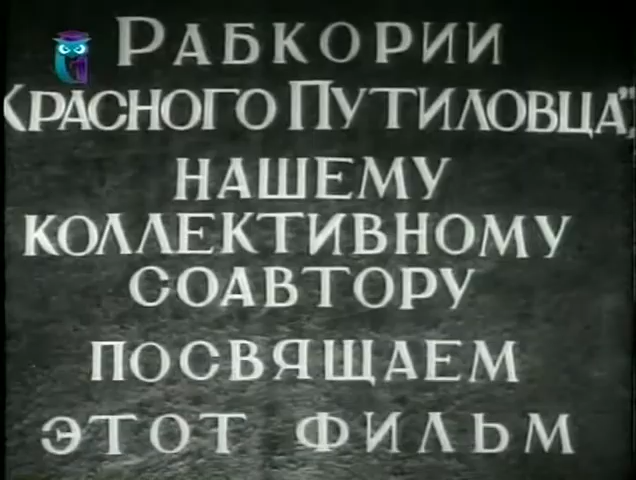 РАБКОРИИ
КРАСНОГО ПУТИЛОВЦА"
НАШЕМУ
КОЛЛЕКТИВНОМУ
СОАВТОРУ
ПОСВЯЩАЕМ
ЭТОТ ФИЛЬМ